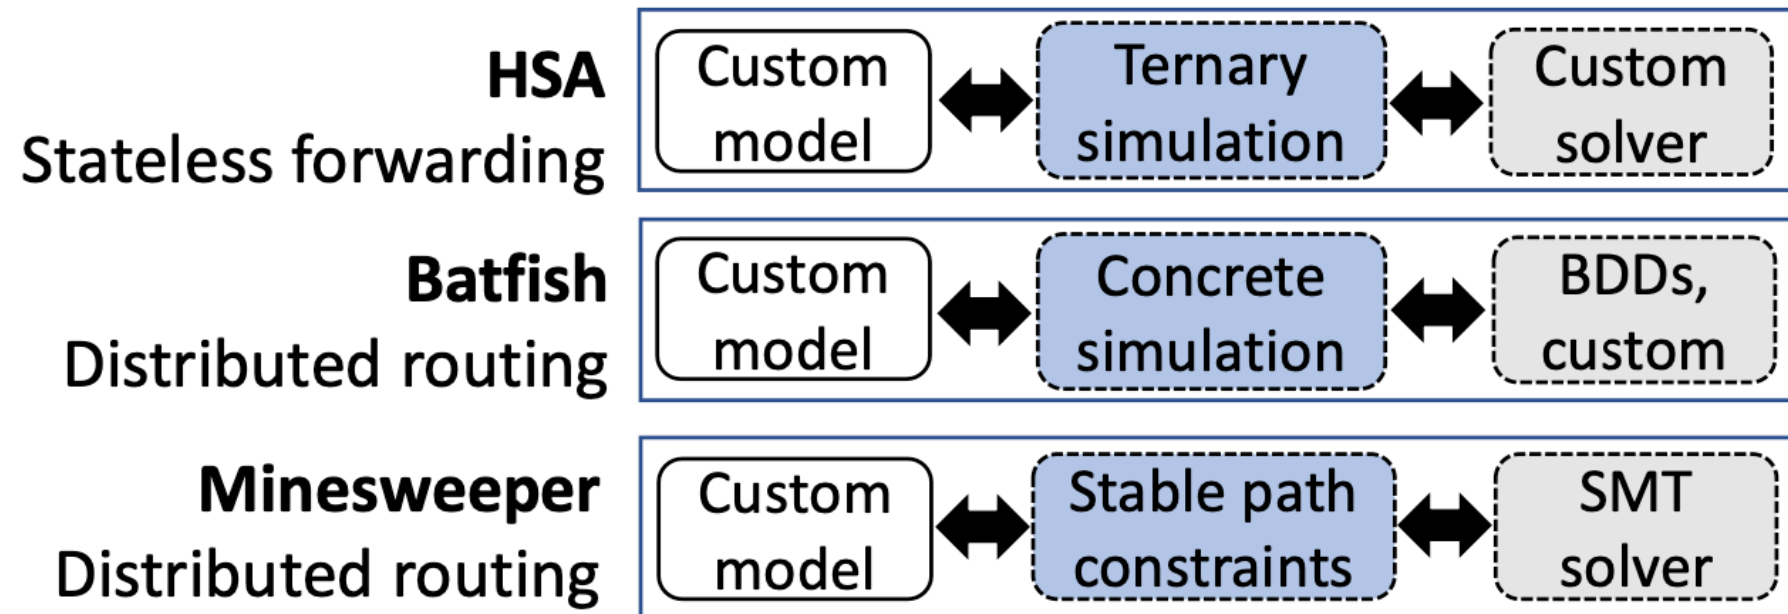 HSA
Stateless forwarding
Custom
model
Ternary
simulation
Custom
solver
Batfish
Distributed routing
Custom
model
Concrete
simulation
BDDs,
custom
Minesweeper
Distributed routing
Custom
model
Stable path
constraints
SMT
solver